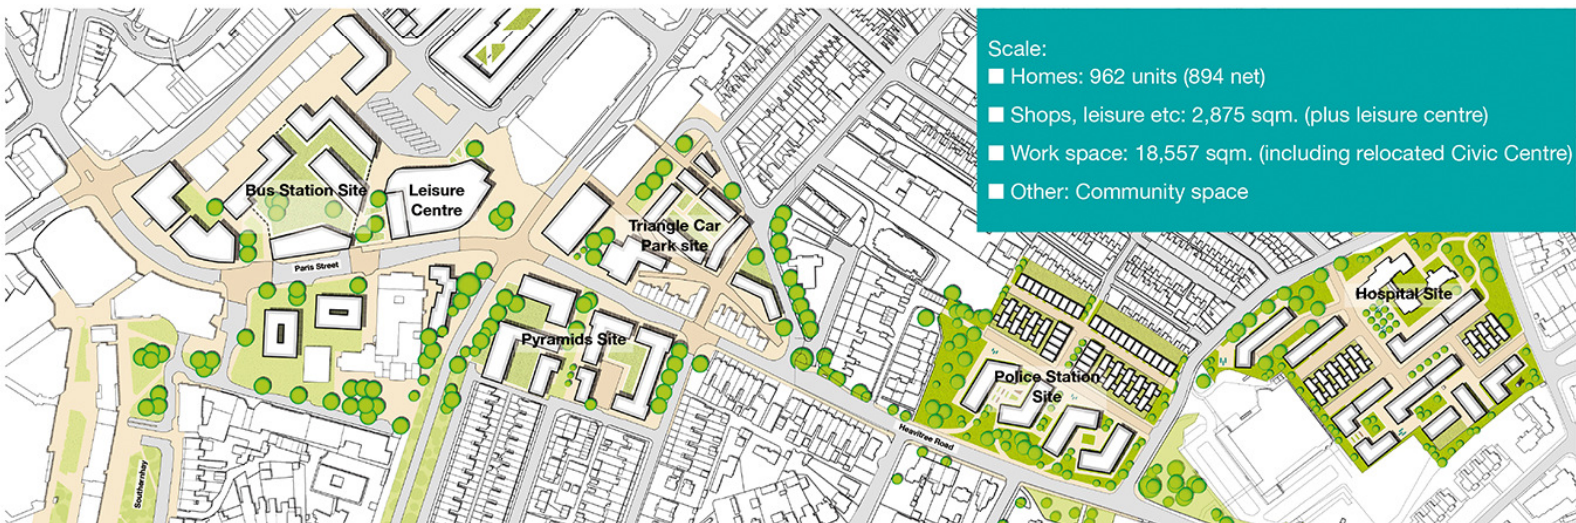 Scale:
■ Homes: 962 units (894 net)
■ Shops, leisure etc: 2,875 sqm. (plus leisure centre)
■ Work space: 18,557 sqm. (including relocated Civic Centre)
■ Other: Community space
Bus Station Site
Leisure
Centre
Triangle Car
Park site
Paris Street
Pyramids Site
Hospital Site
Police Station
Site
Heavitree Road
Southernhay